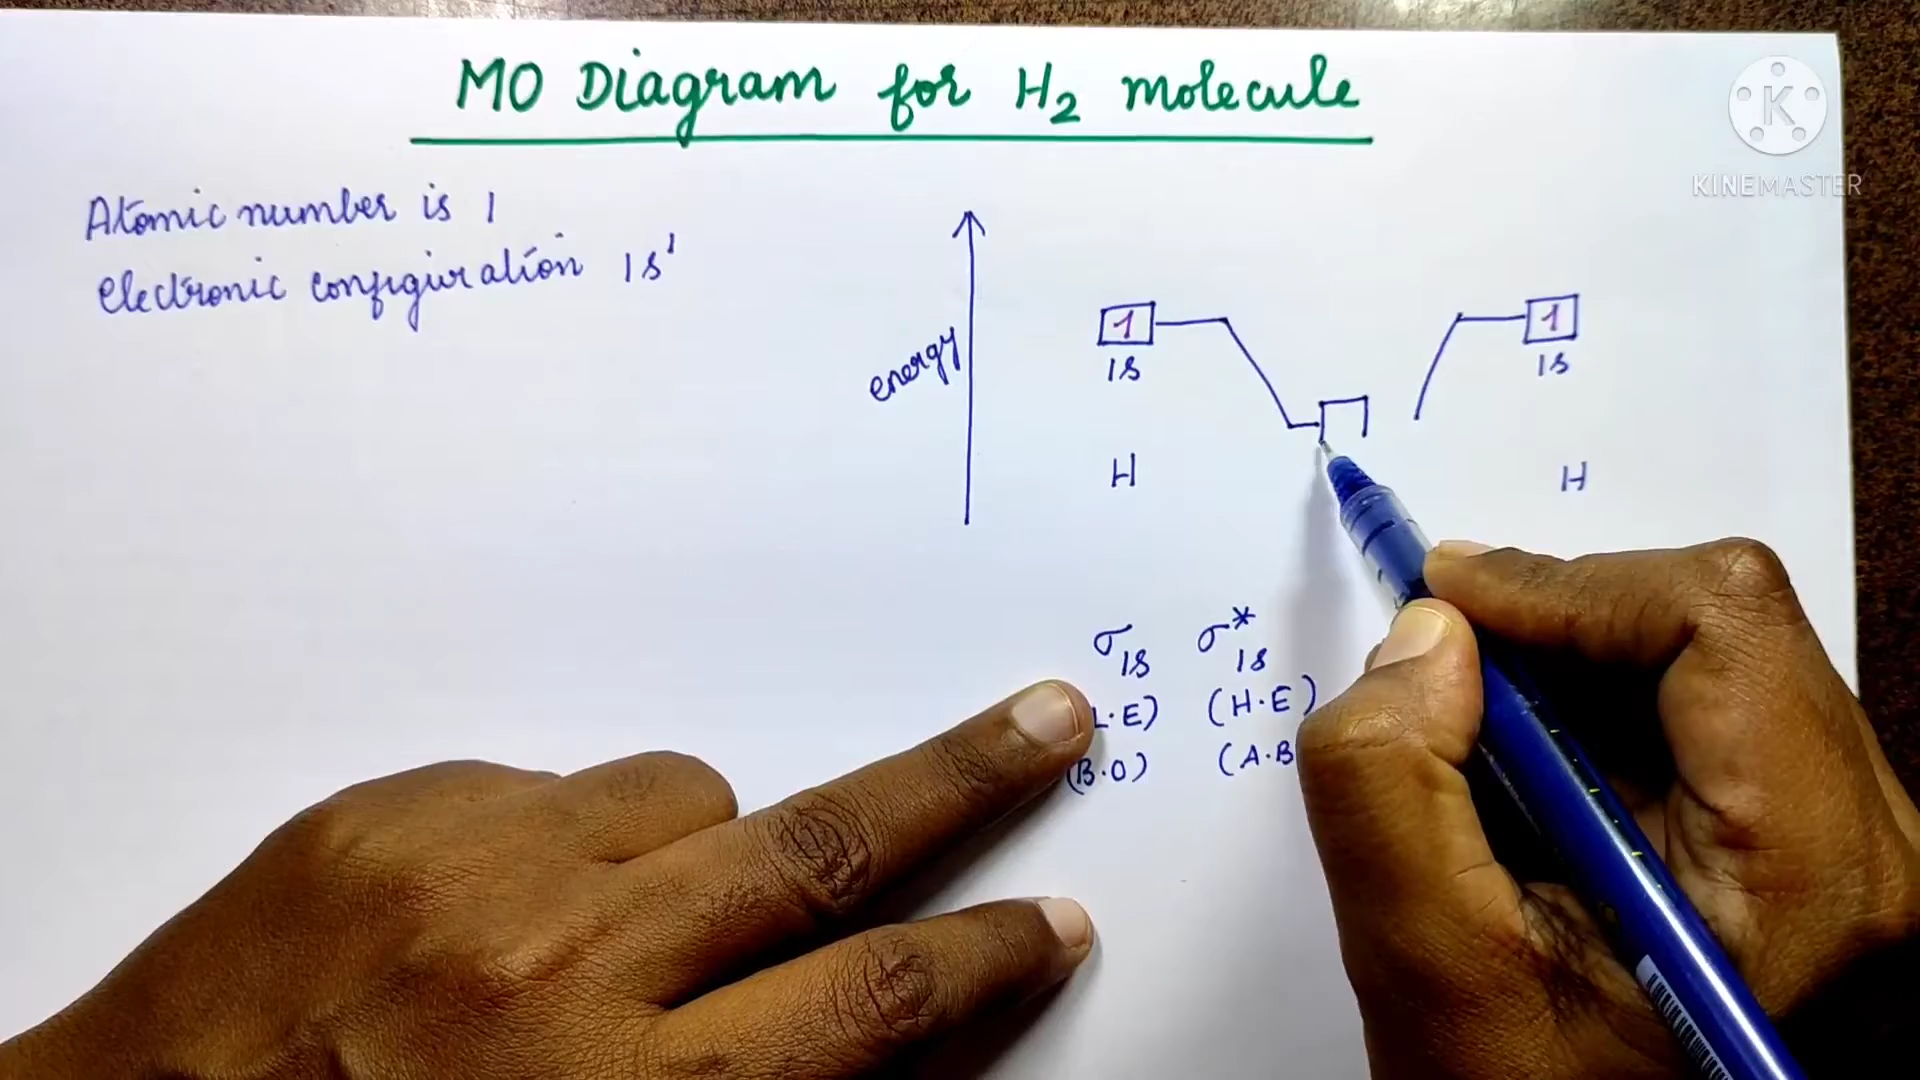 MO Diagram for H2 molecule
K
KINEMASTER
Atomic number is 1
electronic configuration 1s¹
energy
1 1
1s 1s
H H
σ1s σ*1s
L.E) (H.E)
(B.O) (A.B